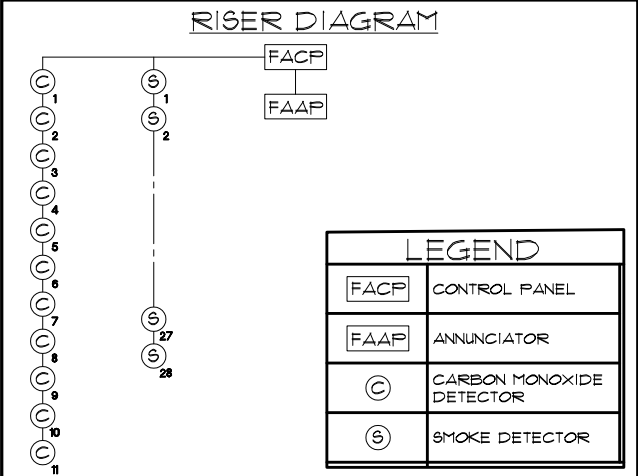 RISER DIAGRAM
FACP
FAAP
C
1
C
2
C
3
C
4
C
5
C
6
C
7
C
8
C
9
C
10
C
11
S
1
S
2
S
27
S
28
LEGEND
FACP CONTROL PANEL
FAAP ANNUNCIATOR
C CARBON MONOXIDE
DETECTOR
S SMOKE DETECTOR